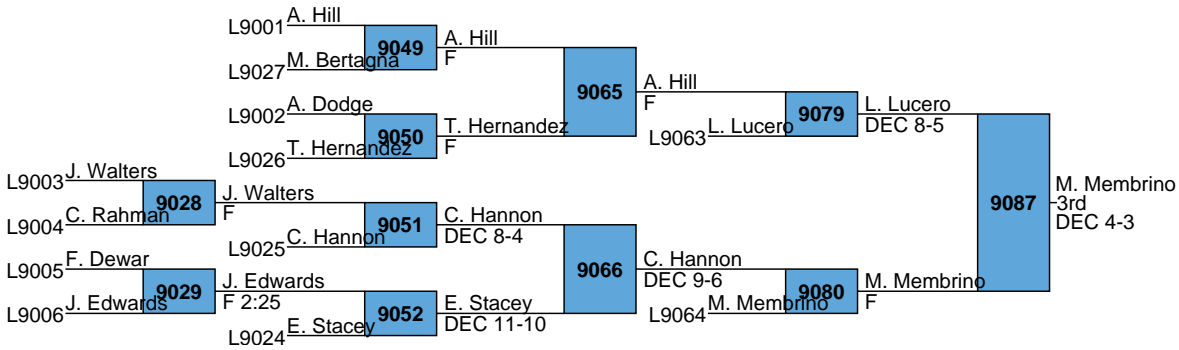 A. Hill
L9001
9049
A. Hill
F
M. Bertagna
L9027
9065
A. Hill
F
A. Dodge
L9002
9050
T. Hernandez
F
T. Hernandez
L9026
9079
L. Lucero
DEC 8-5
L. Lucero
L9063
J. Walters
L9003
9028
J. Walters
F
C. Rahman
L9004
9051
C. Hannon
DEC 8-4
C. Hannon
L9025
9087
M. Membrino
3rd
DEC 4-3
F. Dewar
L9005
9029
J. Edwards
F 2:25
J. Edwards
L9006
9066
C. Hannon
DEC 9-6
9052
E. Stacey
DEC 11-10
E. Stacey
L9024
9080
M. Membrino
F
M. Membrino
L9064